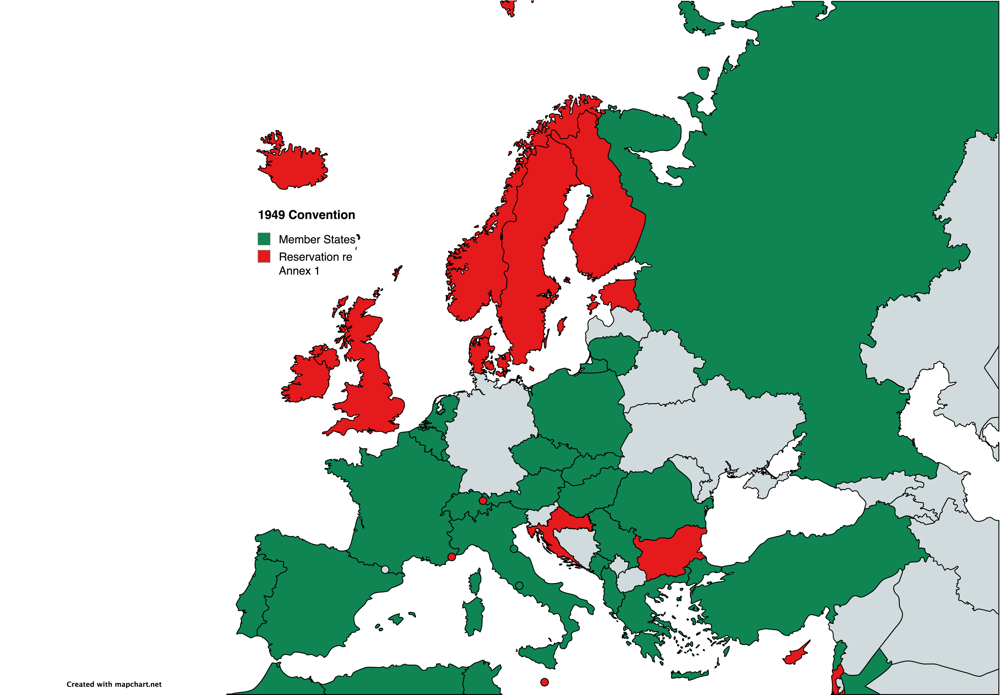 1949 Convention
Member States
Reservation re
Annex 1
Created with mapchart.net